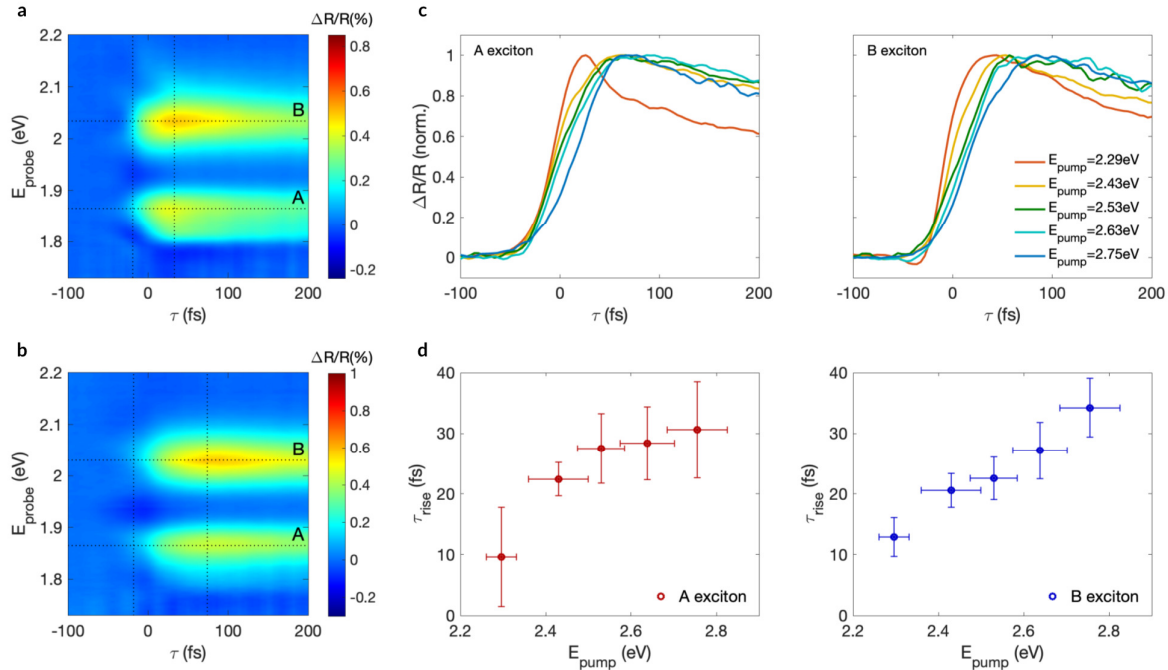 a
ΔR/R(%)
2.2
2.1
2
1.9
1.8
E_probe (eV)
B
A
0.8
0.6
0.4
0.2
0
-0.2
-100
0
100
200
τ (fs)
b
ΔR/R(%)
2.2
2.1
2
1.9
1.8
E_probe (eV)
B
A
1
0.8
0.6
0.4
0.2
0
-0.2
-100
0
100
200
τ (fs)
c
A exciton
1
0.8
0.6
0.4
0.2
0
ΔR/R (norm.)
-100
0
100
200
τ (fs)
B exciton
E_pump=2.29eV
E_pump=2.43eV
E_pump=2.53eV
E_pump=2.63eV
E_pump=2.75eV
-100
0
100
200
τ (fs)
d
40
30
20
10
0
τ_rise (fs)
A exciton
2.2
2.4
2.6
2.8
E_pump (eV)
40
30
20
10
0
τ_rise (fs)
B exciton
2.2
2.4
2.6
2.8
E_pump (eV)